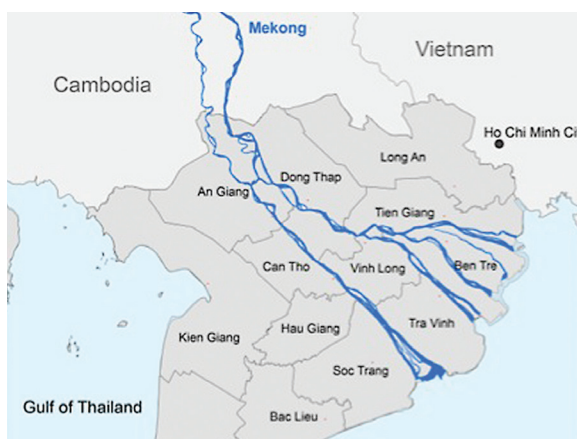 Mekong
Vietnam
Cambodia
Ho Chi Minh Ci
Long An
Dong Thap
An Giang
Tien Giang
Can Tho
Vinh Long
Ben Tre
Tra Vinh
Hau Giang
Kien Giang
Soc Trang
Gulf of Thailand
Bac Lieu